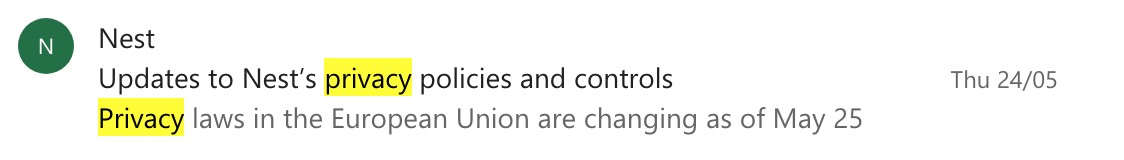 N
Nest
Updates to Nest’s privacy policies and controls
Thu 24/05
Privacy laws in the European Union are changing as of May 25